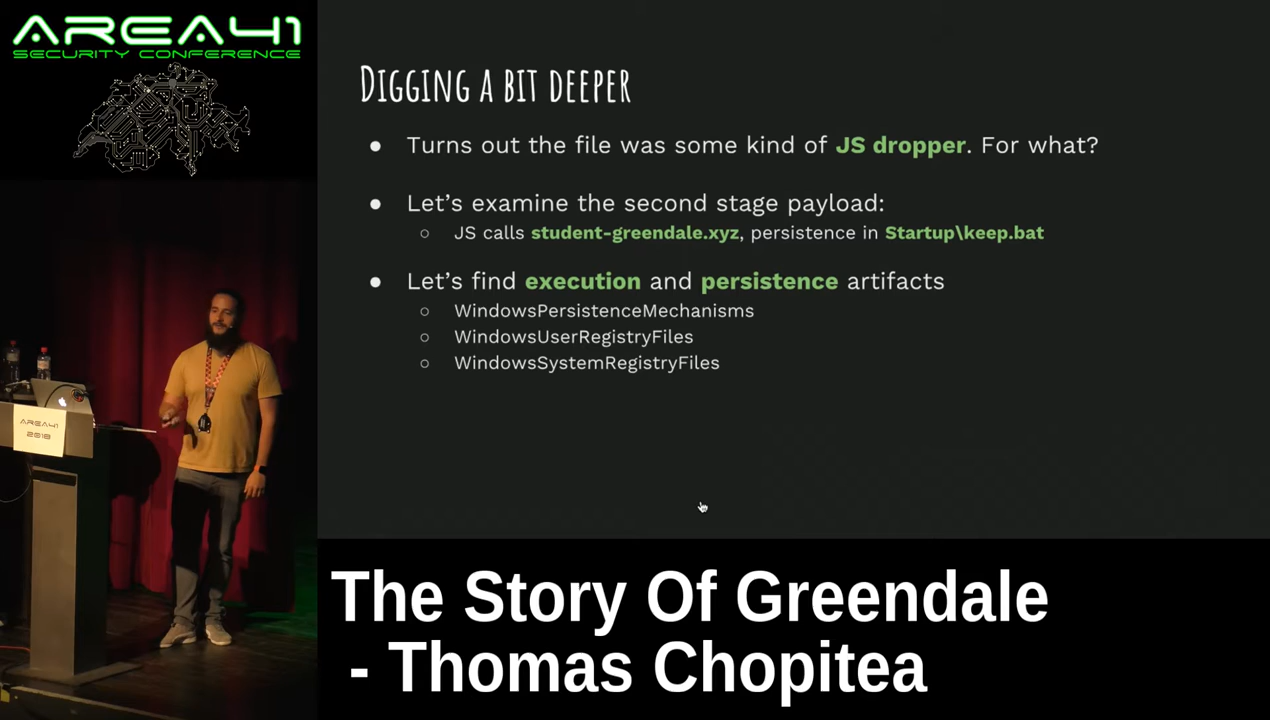 AREA41
SECURITY CONFERENCE
DIGGING A BIT DEEPER
● Turns out the file was some kind of JS dropper. For what?
● Let's examine the second stage payload:
○ JS calls student-greendale.xyz, persistence in Startup\keep.bat
● Let's find execution and persistence artifacts
○ WindowsPersistenceMechanisms
○ WindowsUserRegistryFiles
○ WindowsSystemRegistryFiles
AREA41
2018
The Story Of Greendale
- Thomas Chopitea